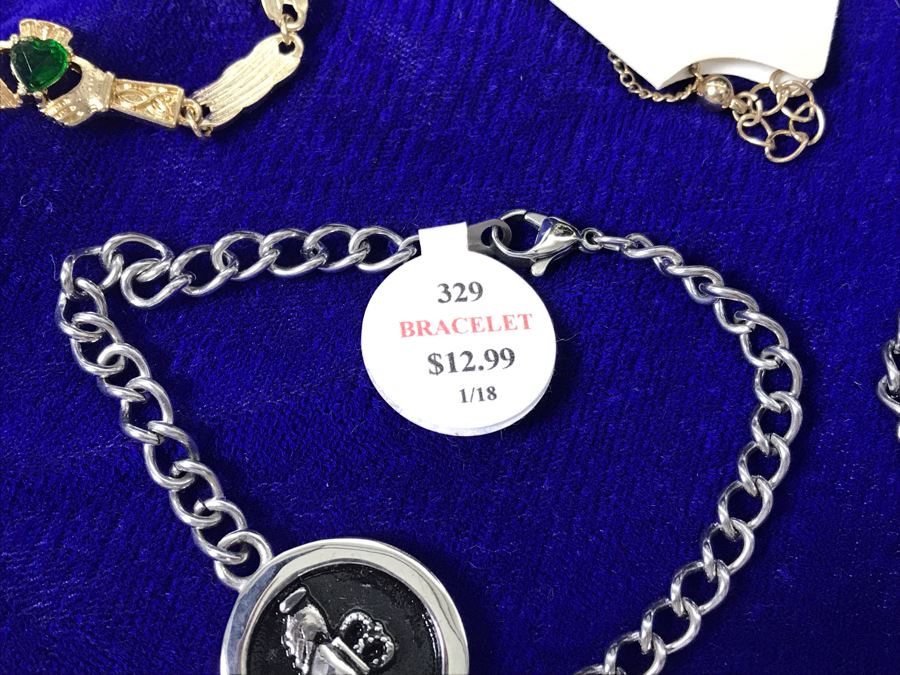 329
BRACELET
$12.99
1/18